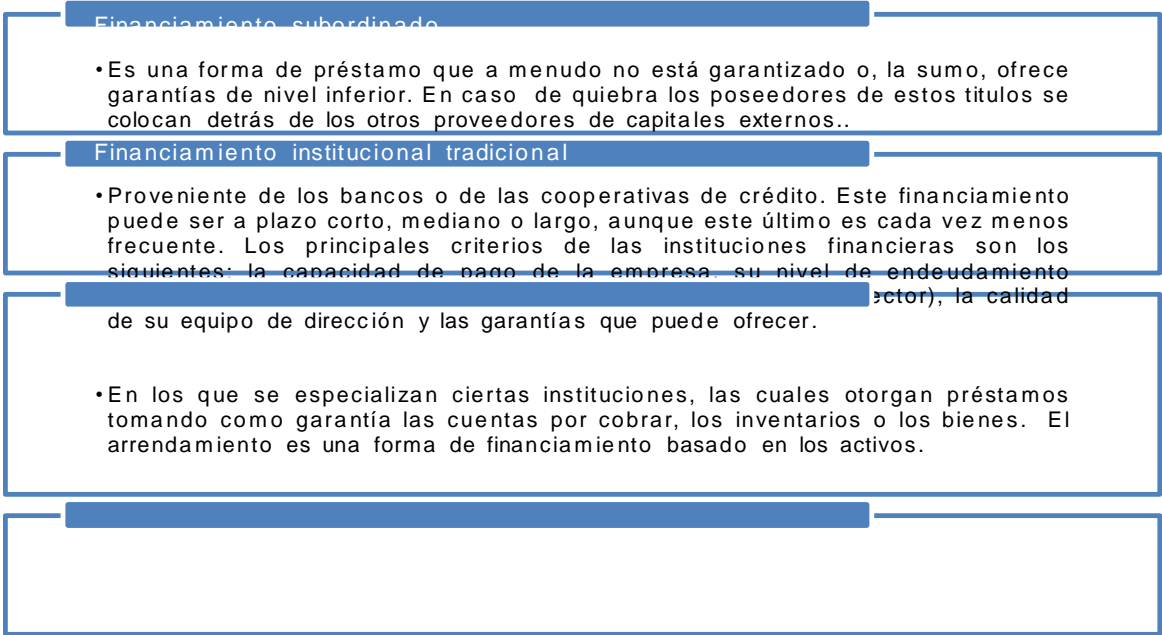 Financiamiento subordinado
•Es una forma de préstamo que a menudo no está garantizado o, la sumo, ofrece
garantías de nivel inferior. En caso de quiebra los poseedores de estos titulos se
colocan detrás de los otros proveedores de capitales externos..
Financiamiento institucional tradicional
•Proveniente de los bancos o de las cooperativas de crédito. Este financiamiento
puede ser a plazo corto, mediano o largo, aunque este último es cada vez menos
frecuente. Los principales criterios de las instituciones financieras son los
siguientes: la capacidad de pago de la empresa, su nivel de endeudamiento
ector), la calidad
de su equipo de dirección y las garantías que puede ofrecer.
•En los que se especializan ciertas instituciones, las cuales otorgan préstamos
tomando como garantía las cuentas por cobrar, los inventarios o los bienes. El
arrendamiento es una forma de financiamiento basado en los activos.